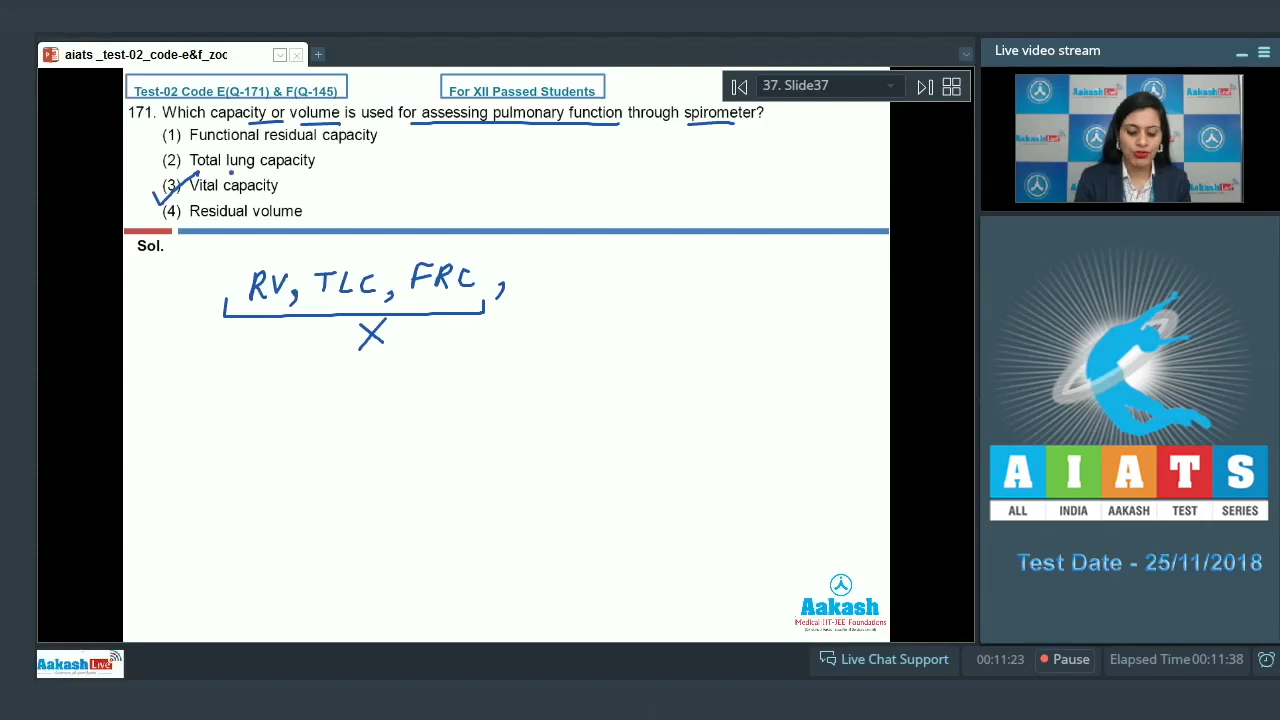 aiats _test-02_code-e&f_zoc
37. Slide37
Live video stream
Test-02 Code E(Q-171) & F(Q-145)
For XII Passed Students
171. Which capacity or volume is used for assessing pulmonary function through spirometer?
(1) Functional residual capacity
(2) Total lung capacity
(3) Vital capacity
(4) Residual volume
Sol.
RV, TLC, FRC,
X
A I A T S
ALL INDIA AAKASH TEST SERIES
Test Date - 25/11/2018
Aakash
Medical|IIT-JEE|Foundations
Aakash Live
Live Chat Support
00:11:23
Pause
Elapsed Time 00:11:38